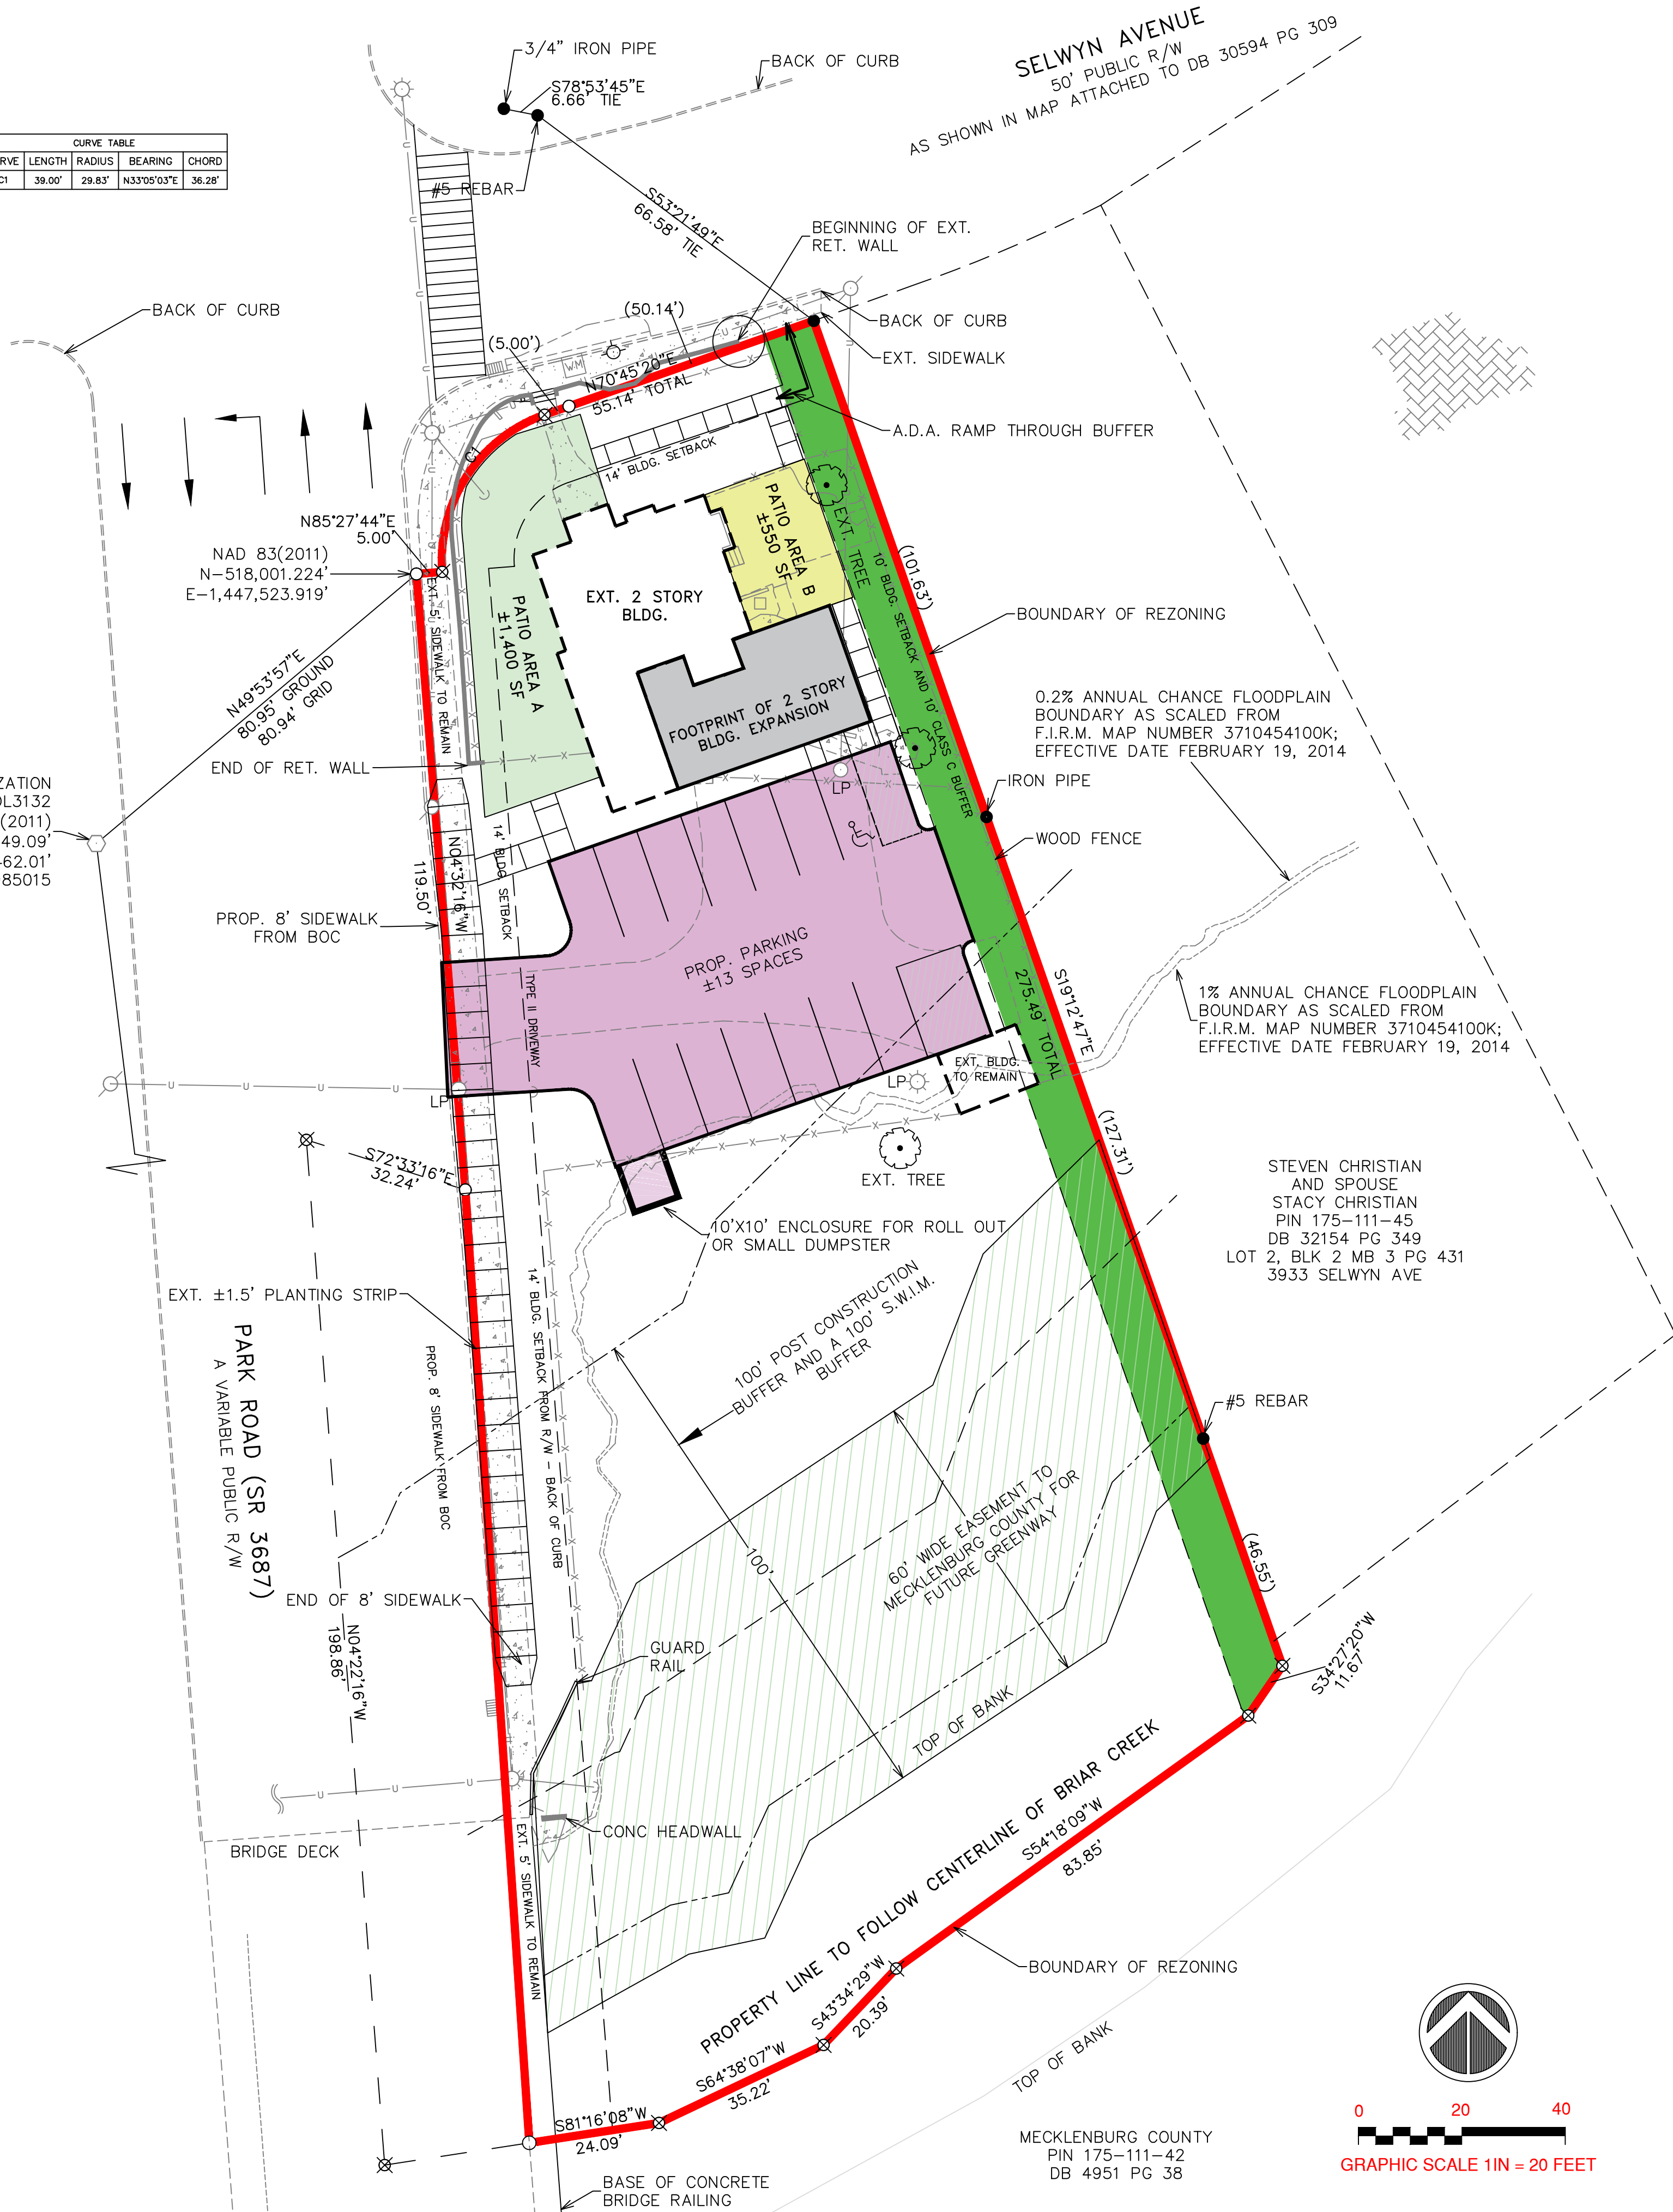 SELWYN AVENUE
50' PUBLIC R/W
AS SHOWN IN MAP ATTACHED TO DB 30594 PG 309
3/4" IRON PIPE
S78°53'45"E
6.66' TIE
BACK OF CURB
CURVE TABLE
RVE LENGTH RADIUS BEARING CHORD
C1 39.00' 29.83' N33°05'03"E 36.28'
#5 REBAR
S53°21'49"E
66.58' TIE
BEGINNING OF EXT.
RET. WALL
BACK OF CURB
(50.14')
BACK OF CURB
(5.00')
EXT. SIDEWALK
W.M
N70°45'20"E
55.14' TOTAL
A.D.A. RAMP THROUGH BUFFER
C1
14' BLDG. SETBACK
N85°27'44"E
5.00'
NAD 83(2011)
N-518,001.224'
E-1,447,523.919'
PATIO AREA B
±550 SF
EXT. TREE
10' BLDG. SETBACK AND 10' CLASS C BUFFER
(101.63')
EXT. 2 STORY
BLDG.
PATIO AREA A
±1,400 SF
EXT. 5' SIDEWALK TO REMAIN
BOUNDARY OF REZONING
N49°53'57"E
80.95' GROUND
80.94' GRID
FOOTPRINT OF 2 STORY
BLDG. EXPANSION
0.2% ANNUAL CHANCE FLOODPLAIN
BOUNDARY AS SCALED FROM
F.I.R.M. MAP NUMBER 3710454100K;
EFFECTIVE DATE FEBRUARY 19, 2014
END OF RET. WALL
ZATION
DL3132
(2011)
49.09'
62.01'
85015
IRON PIPE
LP
WOOD FENCE
119.50'
N04°32'16"W
14' BLDG. SETBACK
PROP. 8' SIDEWALK
FROM BOC
PROP. PARKING
±13 SPACES
TYPE II DRIVEWAY
S19°12'47"E
275.49' TOTAL
1% ANNUAL CHANCE FLOODPLAIN
BOUNDARY AS SCALED FROM
F.I.R.M. MAP NUMBER 3710454100K;
EFFECTIVE DATE FEBRUARY 19, 2014
EXT. BLDG.
TO REMAIN
LP
LP
S72°33'16"E
32.24'
(127.31')
EXT. TREE
STEVEN CHRISTIAN
AND SPOUSE
STACY CHRISTIAN
PIN 175-111-45
DB 32154 PG 349
LOT 2, BLK 2 MB 3 PG 431
3933 SELWYN AVE
10'X10' ENCLOSURE FOR ROLL OUT
OR SMALL DUMPSTER
EXT. ±1.5' PLANTING STRIP
14' BLDG. SETBACK FROM R/W - BACK OF CURB
100' POST CONSTRUCTION
BUFFER AND A 100' S.W.I.M.
BUFFER
PARK ROAD (SR 3687)
A VARIABLE PUBLIC R/W
PROP. 8' SIDEWALK FROM BOC
#5 REBAR
100'
60' WIDE EASEMENT TO
MECKLENBURG COUNTY FOR
FUTURE GREENWAY
(46.55')
END OF 8' SIDEWALK
N04°22'16"W
198.86'
GUARD
RAIL
S34°27'20"W
11.67'
TOP OF BANK
CONC HEADWALL
BRIDGE DECK
EXT. 5' SIDEWALK TO REMAIN
PROPERTY LINE TO FOLLOW CENTERLINE OF BRIAR CREEK
S54°18'09"W
83.85'
BOUNDARY OF REZONING
S43°34'29"W
20.39'
S64°38'07"W
35.22'
TOP OF BANK
S81°16'08"W
24.09'
MECKLENBURG COUNTY
PIN 175-111-42
DB 4951 PG 38
BASE OF CONCRETE
BRIDGE RAILING
0 20 40
GRAPHIC SCALE 1IN = 20 FEET